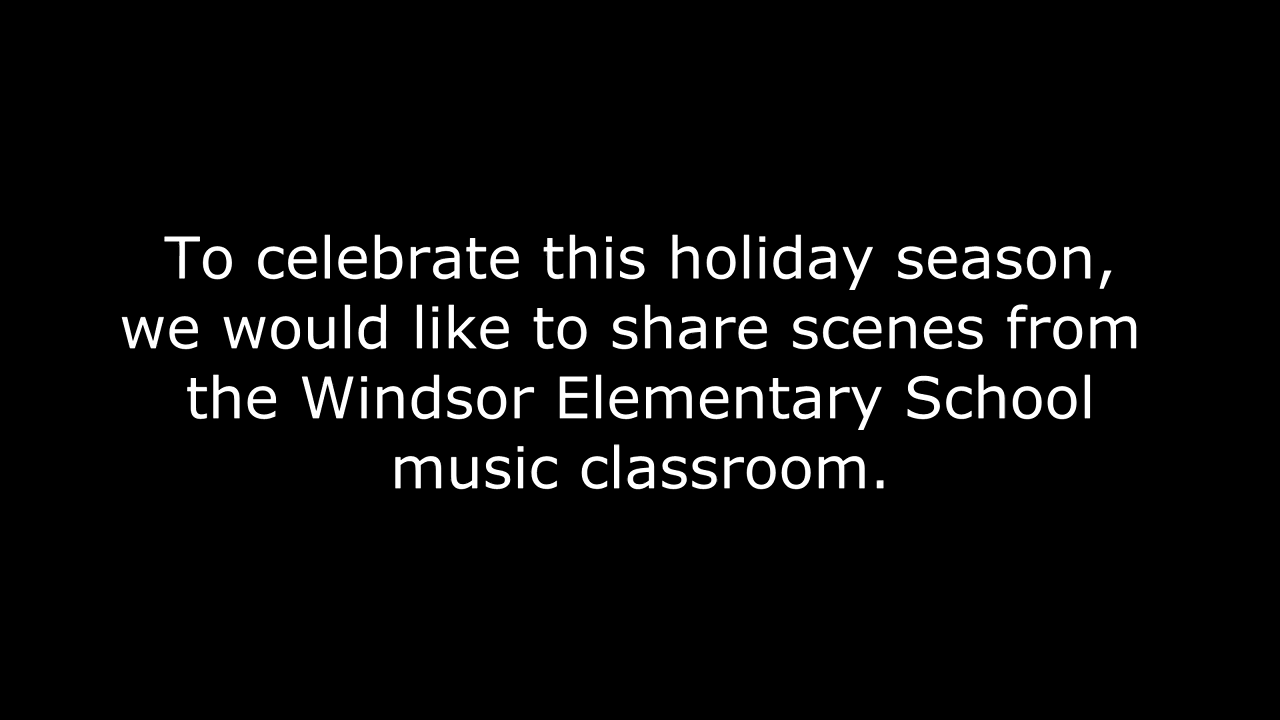 To celebrate this holiday season,
we would like to share scenes from
the Windsor Elementary School
music classroom.